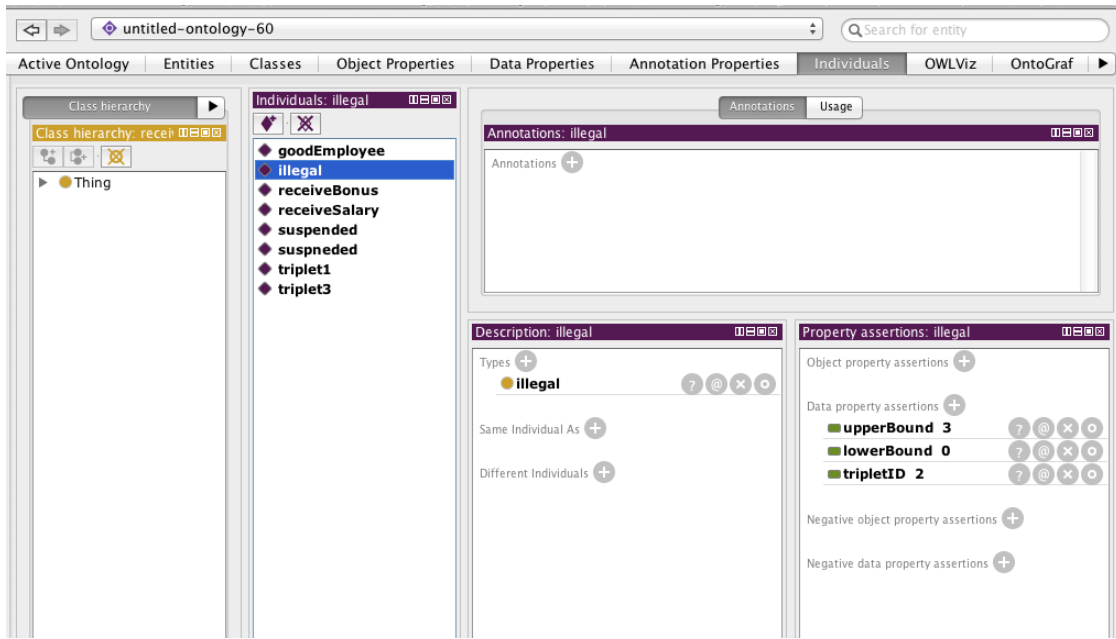 untitled-ontology-60
Search for entity
Active Ontology Entities Classes Object Properties Data Properties Annotation Properties Individuals OWLViz OntoGraf
Class hierarchy
Class hierarchy: recei
Thing
Individuals: illegal
goodEmployee
illegal
receiveBonus
receiveSalary
suspended
suspneded
triplet1
triplet3
Annotations Usage
Annotations: illegal
Annotations
Description: illegal
Types
illegal
Same Individual As
Different Individuals
Property assertions: illegal
Object property assertions
Data property assertions
upperBound 3
lowerBound 0
tripletID 2
Negative object property assertions
Negative data property assertions